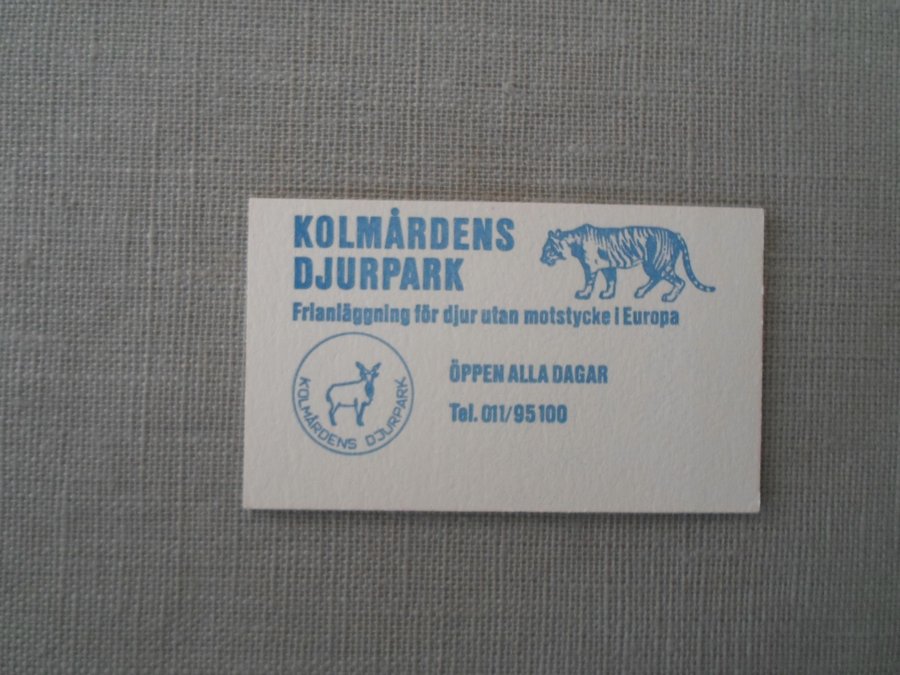 KOLMÅRDENS
DJURPARK
Frianläggning för djur utan motstycke i Europa
KOLMÅRDENS DJURPARK
ÖPPEN ALLA DAGAR
Tel. 011/95100